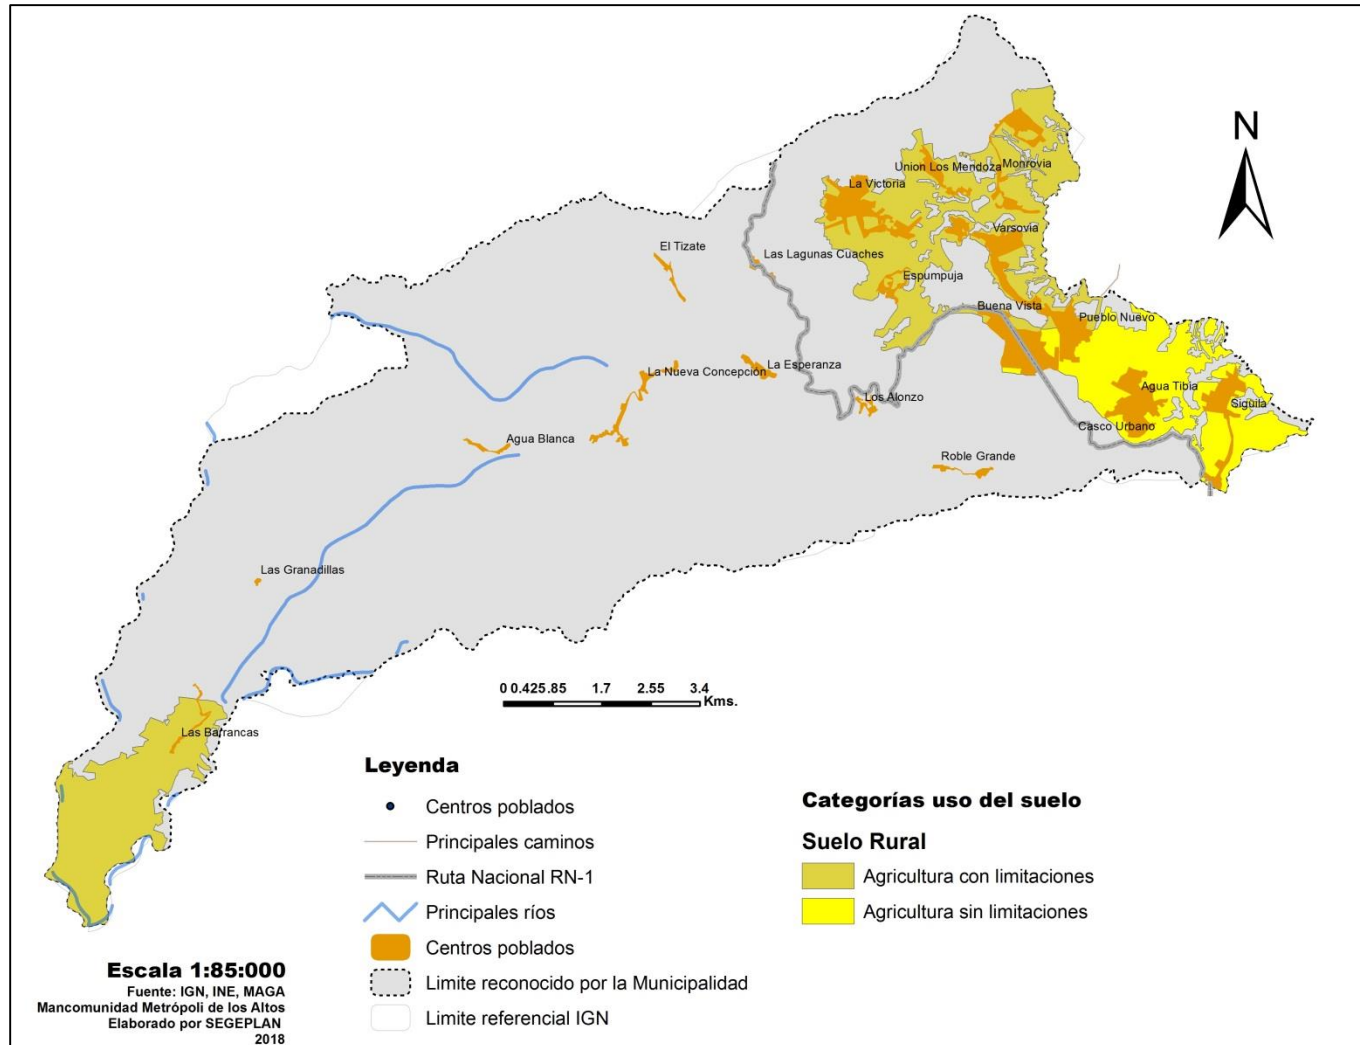 N
Monrovia
Union Los Mendoza
La Victoria
Varsovia
El Tizate
Las Lagunas Cuaches
Espumpuja
Buena Vista
Pueblo Nuevo
La Esperanza
La Nueva Concepción
Agua Tibia
Los Alonzo
Siguila
Casco Urbano
Agua Blanca
Roble Grande
Las Granadillas
Las Barrancas
0 0.425.85 1.7 2.55 3.4
Kms.
Leyenda
Centros poblados
Principales caminos
Ruta Nacional RN-1
Principales ríos
Centros poblados
Limite reconocido por la Municipalidad
Limite referencial IGN
Categorías uso del suelo
Suelo Rural
Agricultura con limitaciones
Agricultura sin limitaciones
Escala 1:85:000
Fuente: IGN, INE, MAGA
Mancomunidad Metrópoli de los Altos
Elaborado por SEGEPLAN
2018